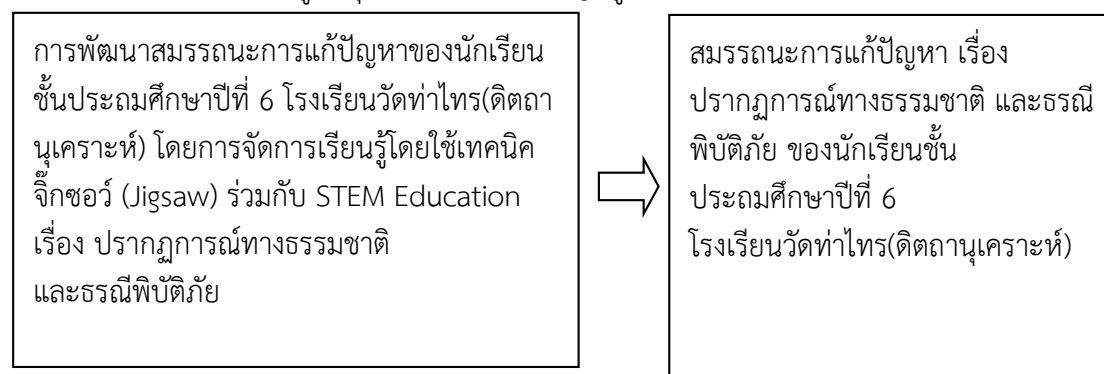 การพัฒนาสมรรถนะการแก้ปัญหาของนักเรียน
ชั้นประถมศึกษาปีที่ 6 โรงเรียนวัดท่าไทร(ดิตถา
นุเคราะห์) โดยการจัดการเรียนรู้โดยใช้เทคนิค
จิ๊กซอว์ (Jigsaw) ร่วมกับ STEM Education
เรื่อง ปรากฏการณ์ทางธรรมชาติ
และธรณีพิบัติภัย
สมรรถนะการแก้ปัญหา เรื่อง
ปรากฏการณ์ทางธรรมชาติ และธรณี
พิบัติภัย ของนักเรียนชั้น
ประถมศึกษาปีที่ 6
โรงเรียนวัดท่าไทร(ดิตถานุเคราะห์)